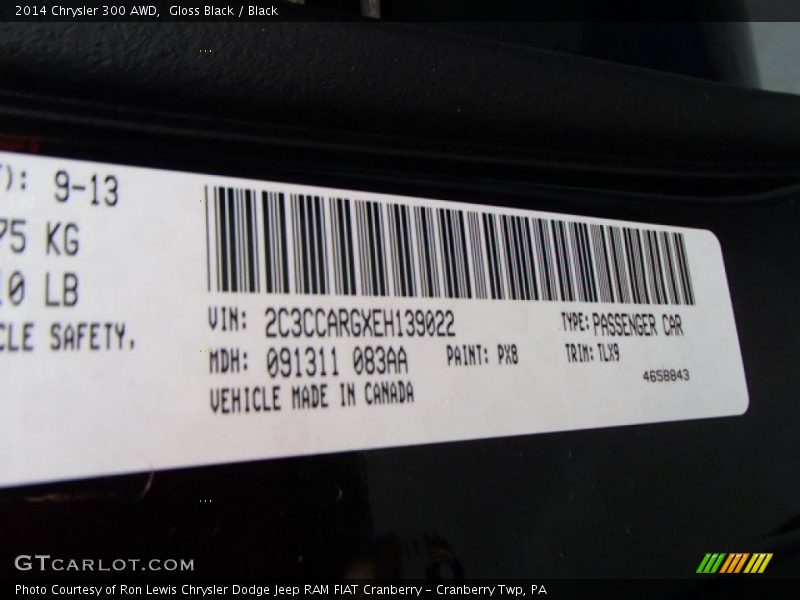 2014 Chrysler 300 AWD,  Gloss Black / Black
): 9-13
75 KG
0 LB
CLE SAFETY.
VIN: 2C3CCARGXEH139022
TYPE: PASSENGER CAR
MDH: 091311 083AA
PAINT: PX8
TRIM: TLX9
4658843
VEHICLE MADE IN CANADA
GTCARLOT.COM
Photo Courtesy of Ron Lewis Chrysler Dodge Jeep RAM FIAT Cranberry – Cranberry Twp, PA